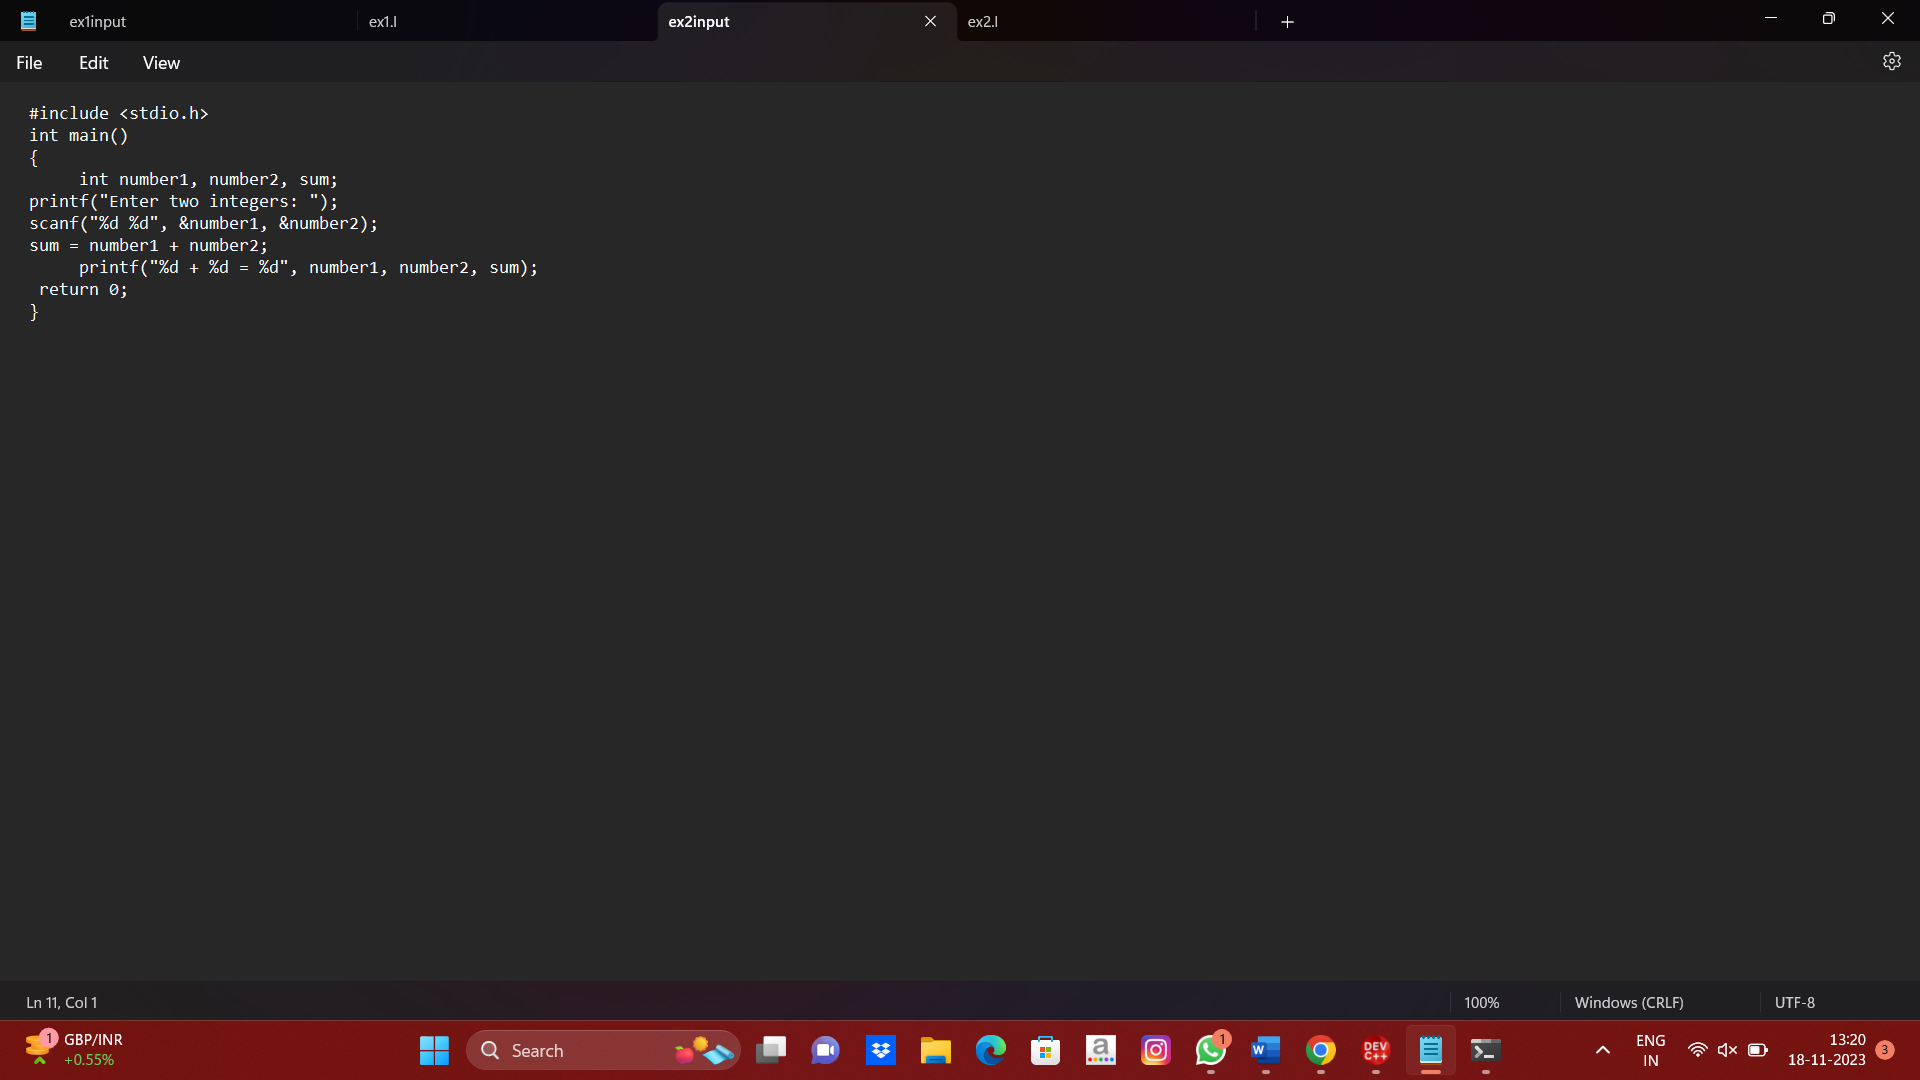 ex1input
ex1.l
ex2input
ex2.l
File Edit View
#include <stdio.h>
int main()
{
     int number1, number2, sum;
printf("Enter two integers: ");
scanf("%d %d", &number1, &number2);
sum = number1 + number2;
     printf("%d + %d = %d", number1, number2, sum);
 return 0;
}
Ln 11, Col 1
100%
Windows (CRLF)
UTF-8
1
GBP/INR
+0.55%
Search
a
1
W
DEV
C++
ENG
IN
13:20
18-11-2023
3